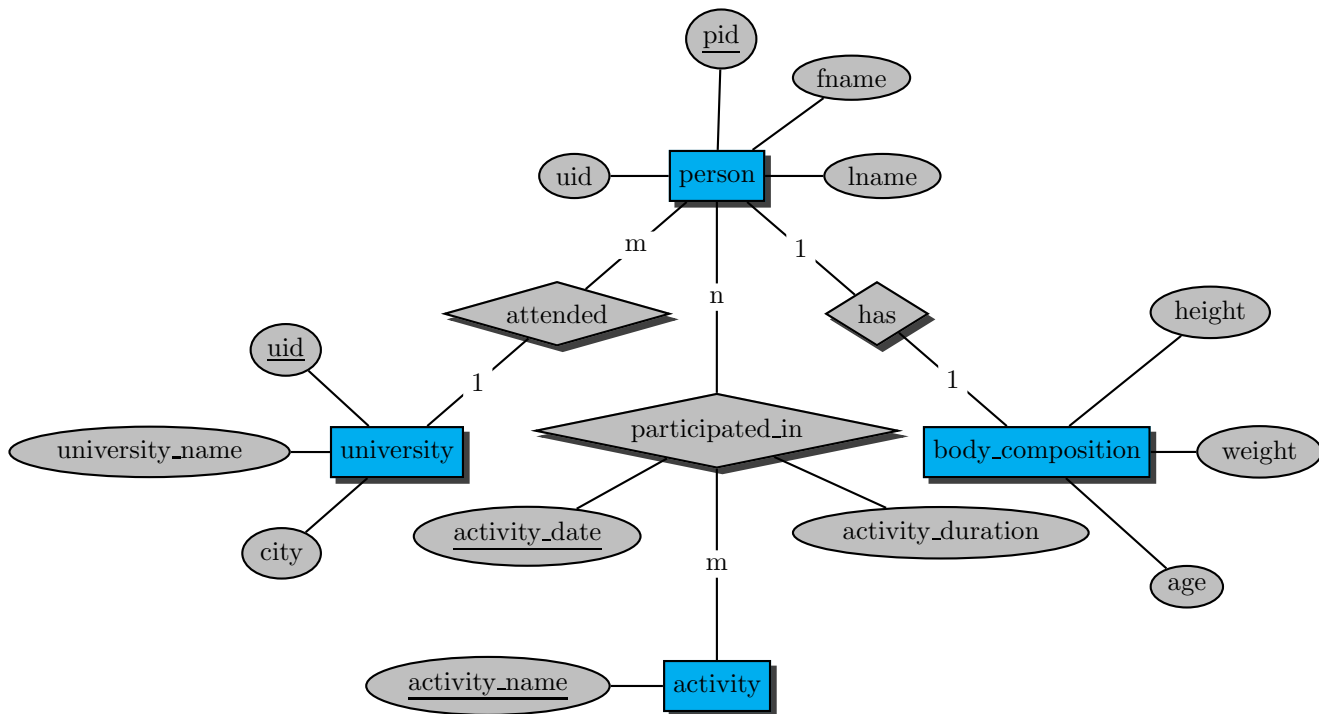 pid
fname
uid
person
lname
m
1
n
attended
has
height
uid
1
1
participated_in
university_name
university
body_composition
weight
activity_date
activity_duration
city
m
age
activity_name
activity